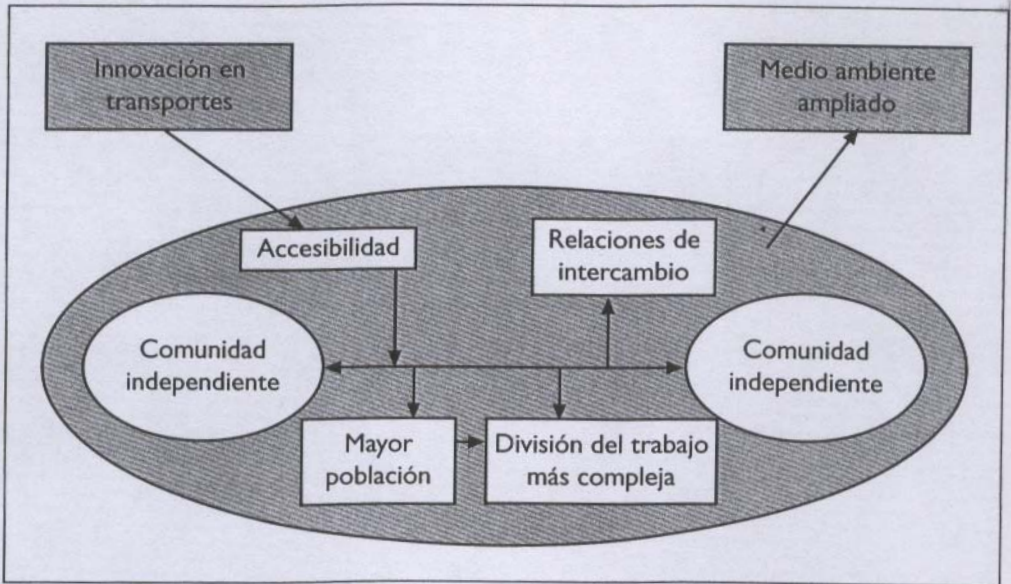 Innovación en
transportes
Medio ambiente
ampliado
Accesibilidad
Relaciones de
intercambio
Comunidad
independiente
Comunidad
independiente
Mayor
población
División del trabajo
más compleja